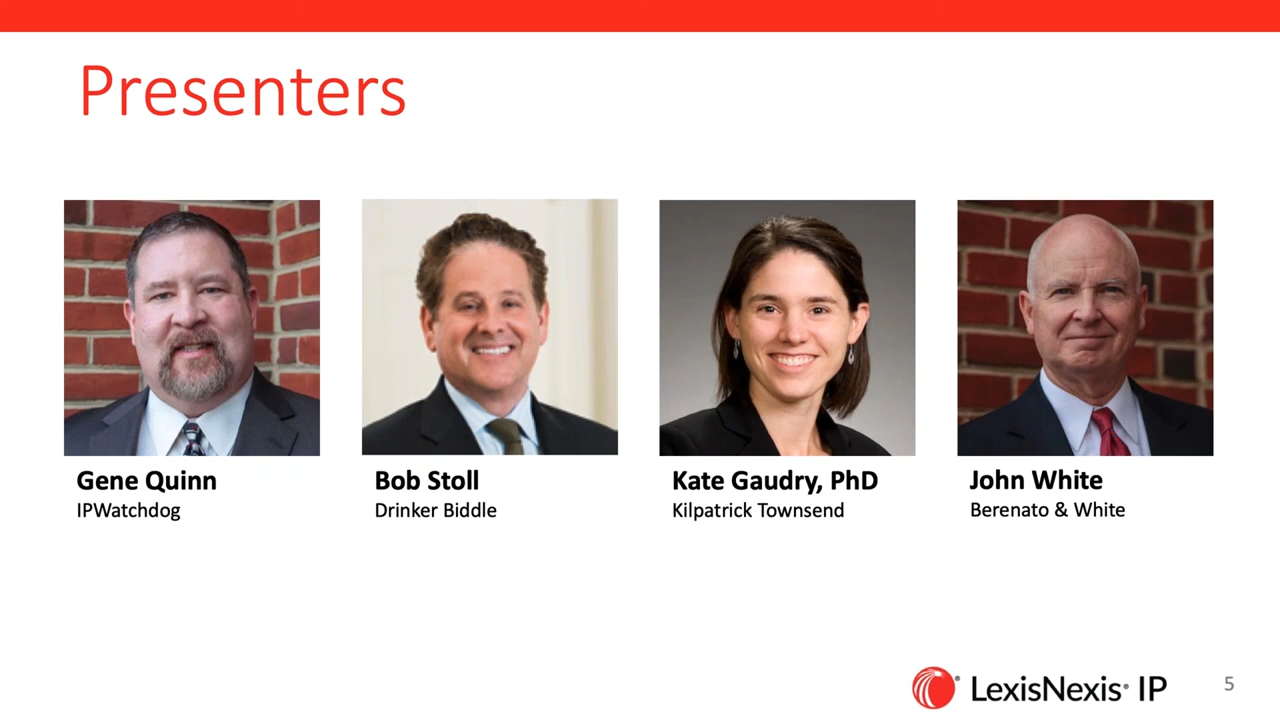 Presenters
Gene Quinn
IPWatchdog
Bob Stoll
Drinker Biddle
Kate Gaudry, PhD
Kilpatrick Townsend
John White
Berenato & White
LexisNexis® IP
5